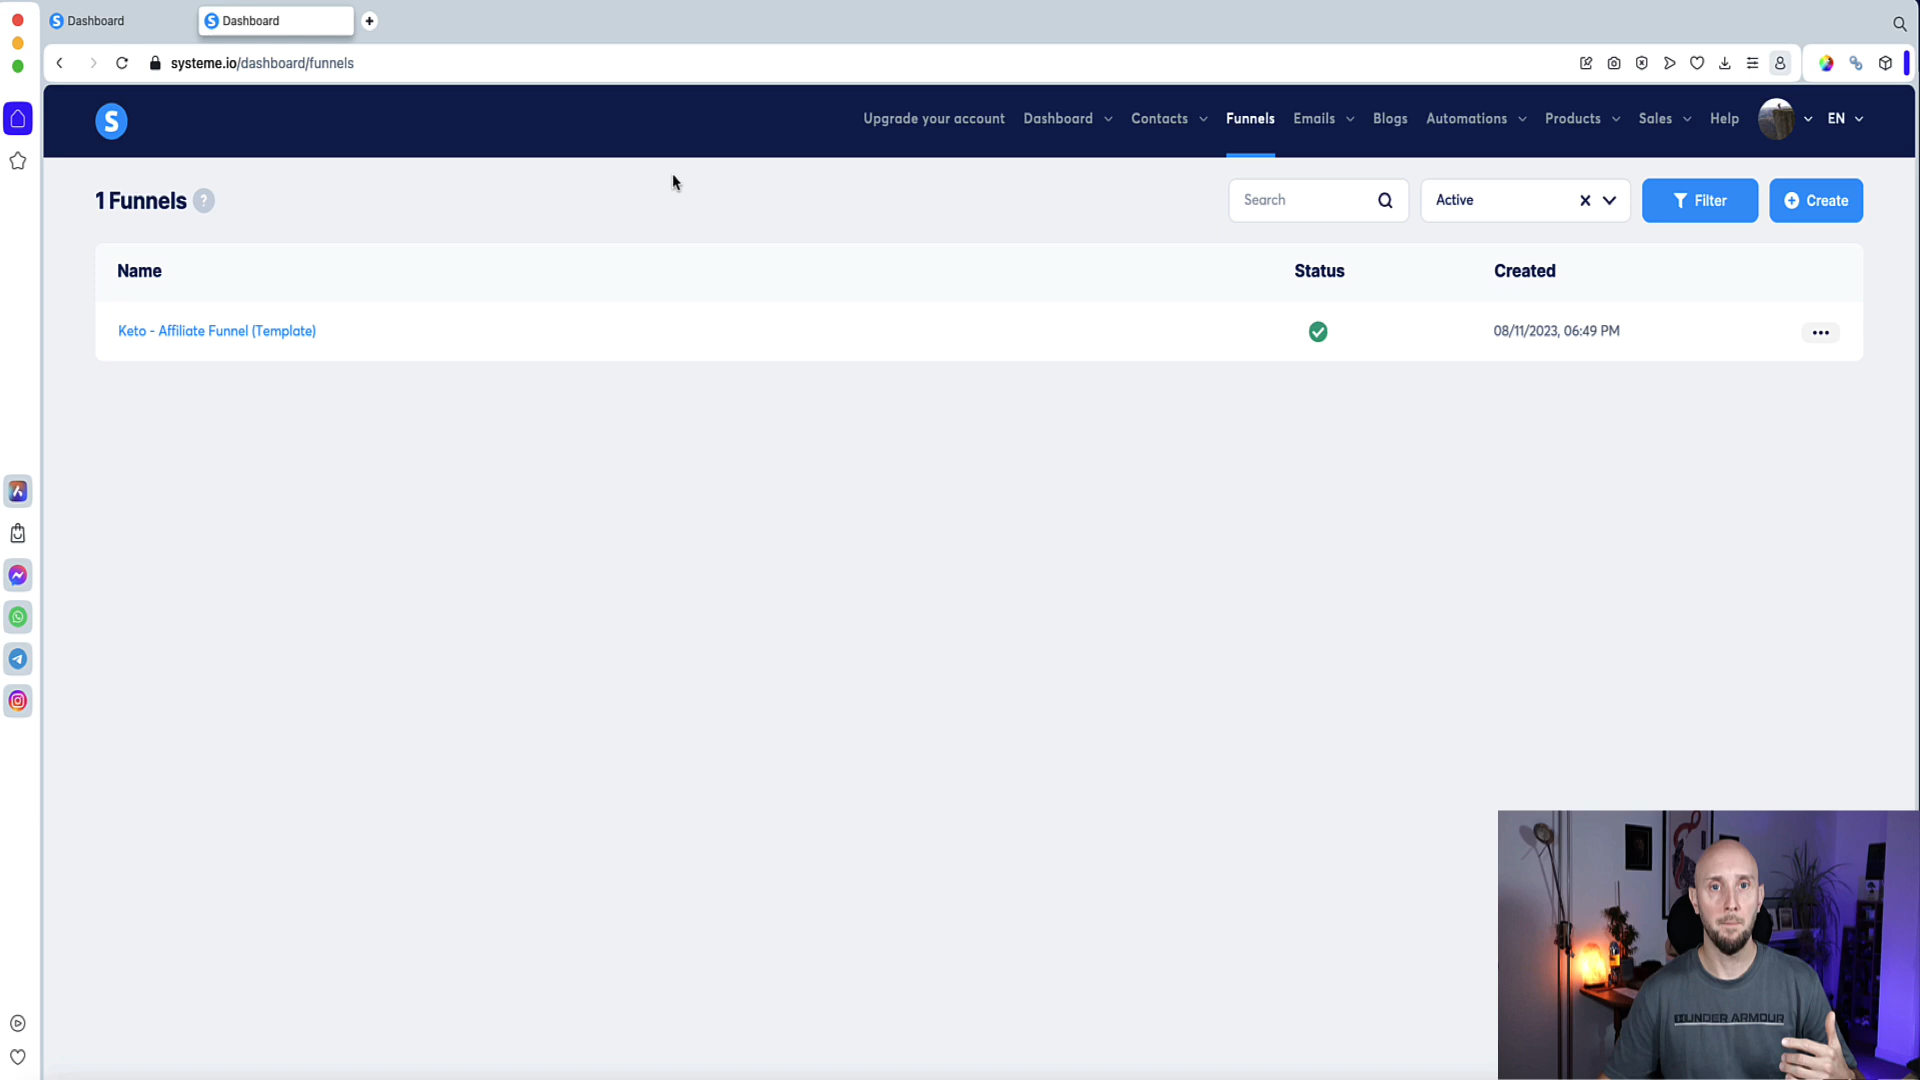 Dashboard
Dashboard
systeme.io/dashboard/funnels
S
Upgrade your account Dashboard Contacts Funnels Emails Blogs Automations Products Sales Help EN
1 Funnels ?
Search
Active
Filter
Create
Name Status Created
Keto - Affiliate Funnel (Template) 08/11/2023, 06:49 PM
UNDER ARMOUR